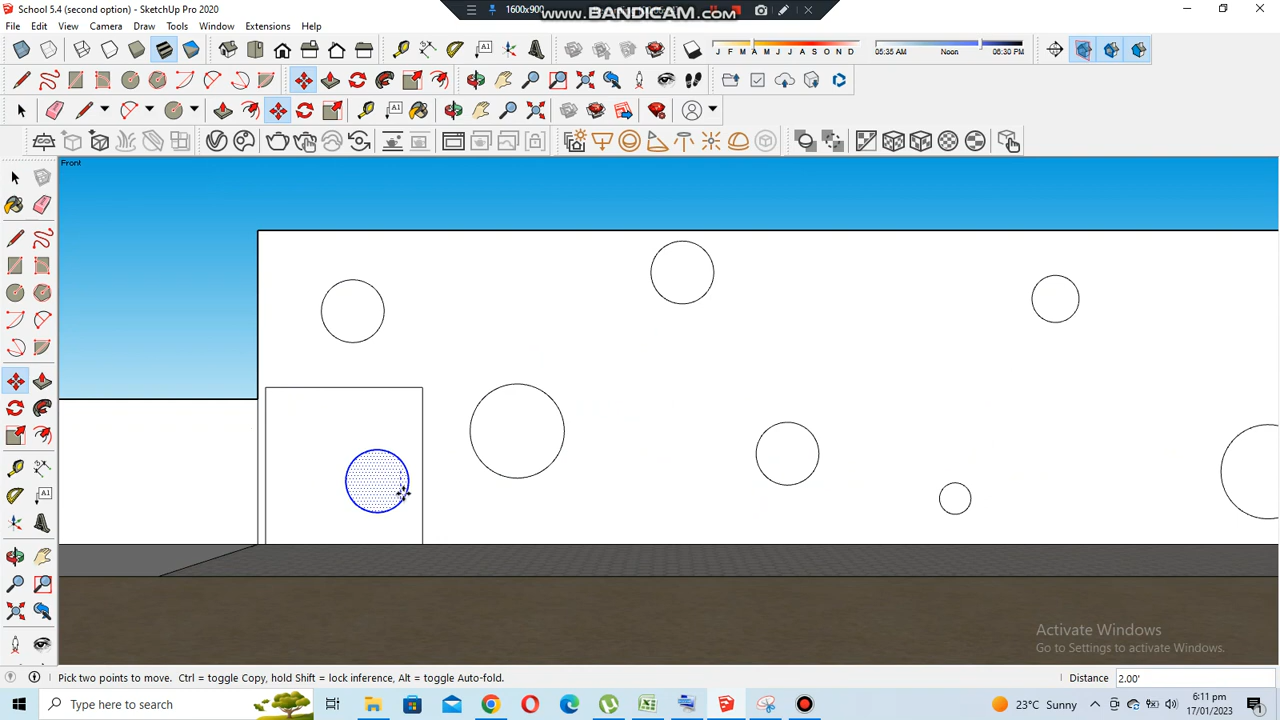 School 5.4 (second option) - SketchUp Pro 2020
www.BANDICAM.com
1600x900
File Edit View Camera Draw Tools Window Extensions Help
J F M A M J J A S O N D
05:35 AM Noon 06:30 PM
A1
A1
Front
A1
Activate Windows
Go to Settings to activate Windows.
Pick two points to move. Ctrl = toggle Copy, hold Shift = lock inference, Alt = toggle Auto-fold.
Distance 2.00'
Type here to search
23°C Sunny
6:11 pm
17/01/2023